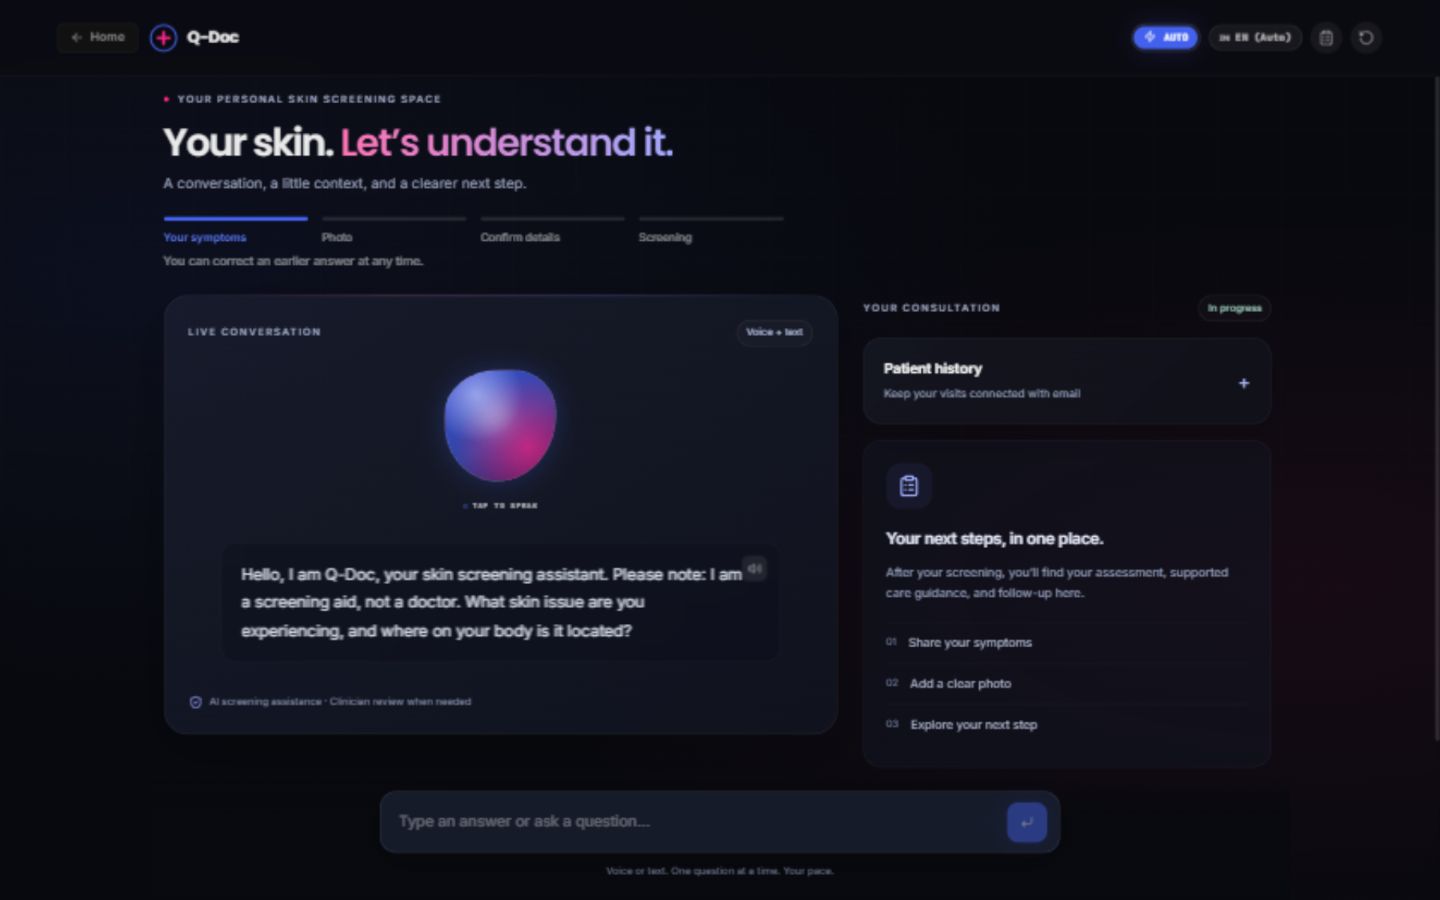 Home
Q-Doc
AUTO
IN EN (Auto)
YOUR PERSONAL SKIN SCREENING SPACE
Your skin. Let's understand it.
A conversation, a little context, and a clearer next step.
Your symptoms
Photo
Confirm details
Screening
You can correct an earlier answer at any time.
LIVE CONVERSATION
Voice + text
TAP TO SPEAK
Hello, I am Q-Doc, your skin screening assistant. Please note: I am
a screening aid, not a doctor. What skin issue are you
experiencing, and where on your body is it located?
AI screening assistance · Clinician review when needed
YOUR CONSULTATION
In progress
Patient history
Keep your visits connected with email
Your next steps, in one place.
After your screening, you'll find your assessment, supported
care guidance, and follow-up here.
01 Share your symptoms
02 Add a clear photo
03 Explore your next step
Type an answer or ask a question...
Voice or text. One question at a time. Your pace.